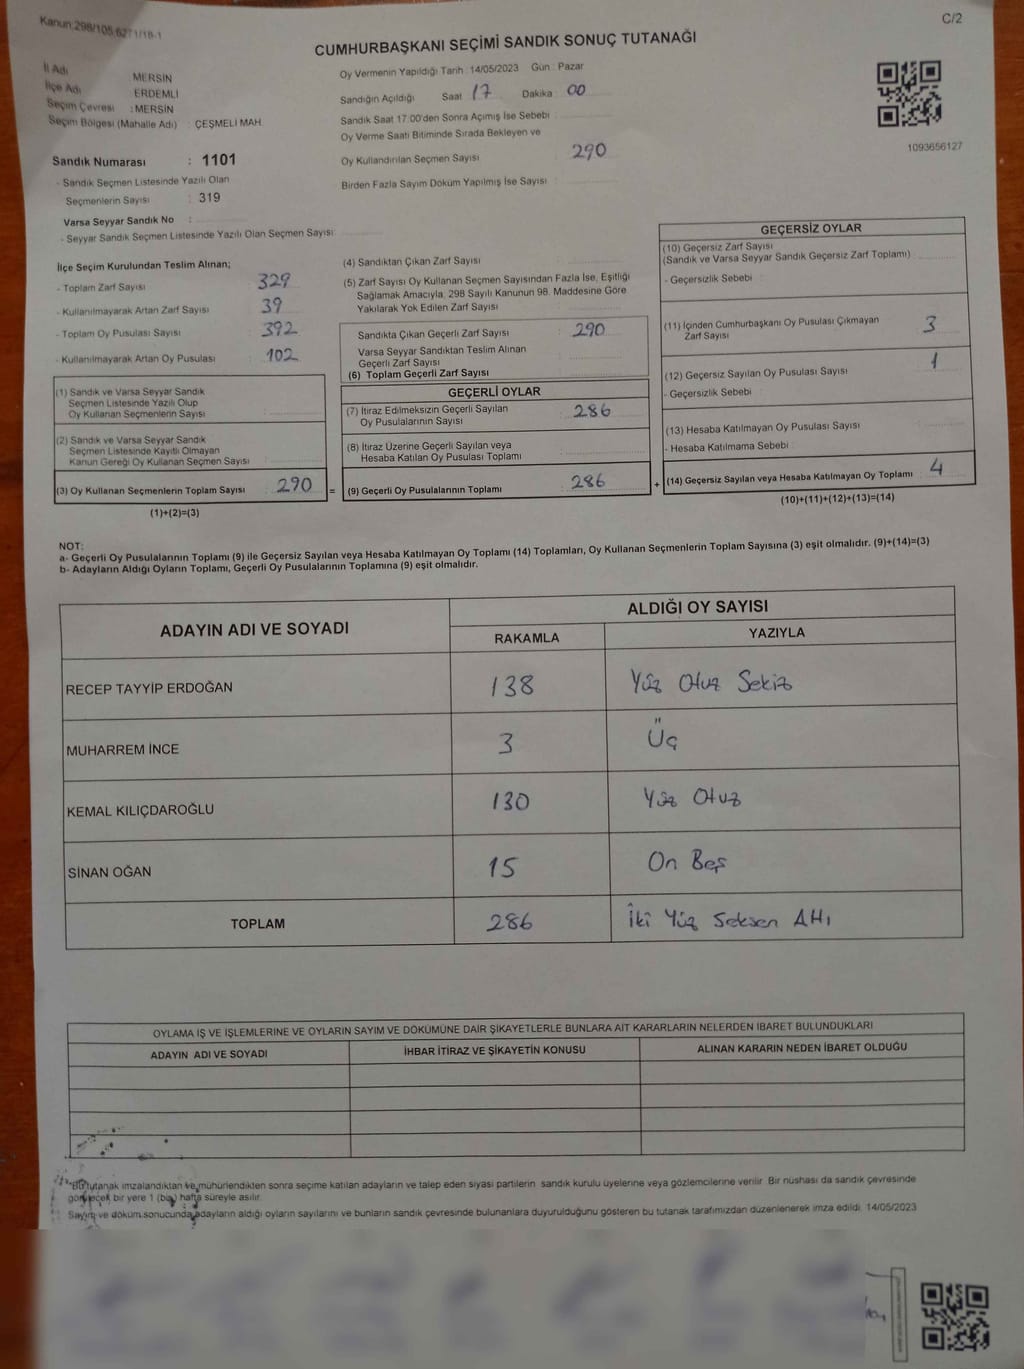 Kanun:298/105,6271/18-1
C/2
CUMHURBAŞKANI SEÇİMİ SANDIK SONUÇ TUTANAĞI
İl Adı MERSİN
İlçe Adı ERDEMLİ
Seçim Çevresi : MERSİN
Seçim Bölgesi (Mahalle Adı) : ÇEŞMELİ MAH.
Oy Vermenin Yapıldığı Tarih : 14/05/2023 Gün : Pazar
Sandığın Açıldığı Saat 17 Dakika 00
Sandık Saat 17:00'den Sonra Açımış İse Sebebi
Oy Verme Saati Bitiminde Sırada Bekleyen ve
Oy Kullandırılan Seçmen Sayısı : 290
Birden Fazla Sayım Döküm Yapılmış İse Sayısı
1093656127
Sandık Numarası : 1101
- Sandık Seçmen Listesinde Yazılı Olan
Seçmenlerin Sayısı : 319
Varsa Seyyar Sandık No :
- Seyyar Sandık Seçmen Listesinde Yazılı Olan Seçmen Sayısı
İlçe Seçim Kurulundan Teslim Alınan;
- Toplam Zarf Sayısı : 329
- Kullanılmayarak Artan Zarf Sayısı : 39
- Toplam Oy Pusulası Sayısı : 392
- Kullanılmayarak Artan Oy Pusulası : 102
(1) Sandık ve Varsa Seyyar Sandık
Seçmen Listesinde Yazılı Olup
Oy Kullanan Seçmenlerin Sayısı
(2) Sandık ve Varsa Seyyar Sandık
Seçmen Listesinde Kayıtlı Olmayan
Kanun Gereği Oy Kullanan Seçmen Sayısı
(3) Oy Kullanan Seçmenlerin Toplam Sayısı : 290
(1)+(2)=(3)
(4) Sandıktan Çıkan Zarf Sayısı
(5) Zarf Sayısı Oy Kullanan Seçmen Sayısından Fazla İse, Eşitliği
Sağlamak Amacıyla, 298 Sayılı Kanunun 98. Maddesine Göre
Yakılarak Yok Edilen Zarf Sayısı
Sandıkta Çıkan Geçerli Zarf Sayısı : 290
Varsa Seyyar Sandıktan Teslim Alınan
Geçerli Zarf Sayısı
(6) Toplam Geçerli Zarf Sayısı
GEÇERLİ OYLAR
(7) İtiraz Edilmeksizin Geçerli Sayılan
Oy Pusulalarının Sayısı : 286
(8) İtiraz Üzerine Geçerli Sayılan veya
Hesaba Katılan Oy Pusulası Toplamı
= (9) Geçerli Oy Pusulalarının Toplamı : 286
GEÇERSİZ OYLAR
(10) Geçersiz Zarf Sayısı
(Sandık ve Varsa Seyyar Sandık Geçersiz Zarf Toplamı)
- Geçersizlik Sebebi
(11) İçinden Cumhurbaşkanı Oy Pusulası Çıkmayan
Zarf Sayısı 3
(12) Geçersiz Sayılan Oy Pusulası Sayısı 1
- Geçersizlik Sebebi
(13) Hesaba Katılmayan Oy Pusulası Sayısı
- Hesaba Katılmama Sebebi
+ (14) Geçersiz Sayılan veya Hesaba Katılmayan Oy Toplamı : 4
(10)+(11)+(12)+(13)=(14)
NOT:
a- Geçerli Oy Pusulalarının Toplamı (9) ile Geçersiz Sayılan veya Hesaba Katılmayan Oy Toplamı (14) Toplamları, Oy Kullanan Seçmenlerin Toplam Sayısına (3) eşit olmalıdır. (9)+(14)=(3)
b- Adayların Aldığı Oyların Toplamı, Geçerli Oy Pusulalarının Toplamına (9) eşit olmalıdır.
ADAYIN ADI VE SOYADI
ALDIĞI OY SAYISI
RAKAMLA YAZIYLA
RECEP TAYYİP ERDOĞAN 138 Yüz Otuz Sekiz
MUHARREM İNCE 3 Üç
KEMAL KILIÇDAROĞLU 130 Yüz Otuz
SİNAN OĞAN 15 On Beş
TOPLAM 286 İki Yüz Seksen Altı
OYLAMA İŞ VE İŞLEMLERİNE VE OYLARIN SAYIM VE DÖKÜMÜNE DAİR ŞİKAYETLERLE BUNLARA AİT KARARLARIN NELERDEN İBARET BULUNDUKLARI
ADAYIN ADI VE SOYADI İHBAR İTİRAZ VE ŞİKAYETİN KONUSU ALINAN KARARIN NEDEN İBARET OLDUĞU
Bu tutanak imzalandıktan ve mühürlendikten sonra seçime katılan adayların ve talep eden siyasi partilerin sandık kurulu üyelerine veya gözlemcilerine verilir. Bir nüshası da sandık çevresinde
görülecek bir yere 1 (bir) hafta süreyle asılır.
Sayım ve döküm sonucunda adayların aldığı oyların sayılarını ve bunların sandık çevresinde bulunanlara duyurulduğunu gösteren bu tutanak tarafımızdan düzenlenerek imza edildi. 14/05/2023